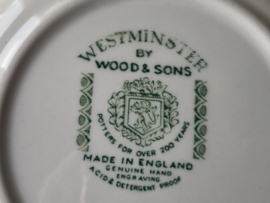 WESTMINSTER
BY
WOOD & SONS
POTTERS FOR OVER 200 YEARS
MADE IN ENGLAND
GENUINE HAND
ENGRAVING
ACID & DETERGENT PROOF